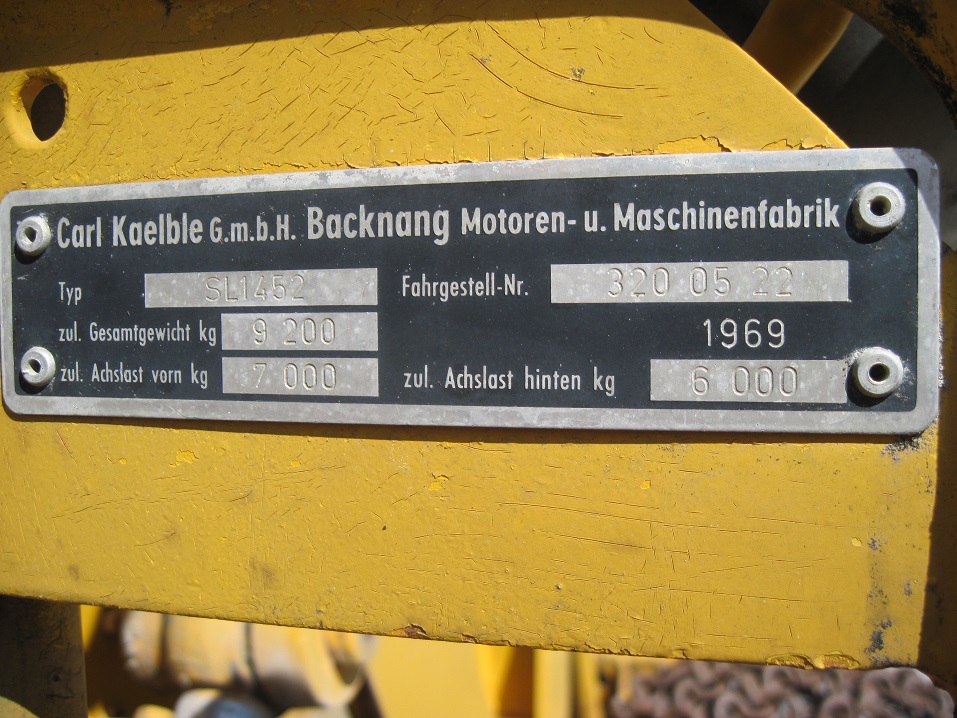 Carl Kaelble G.m.b.H. Backnang Motoren- u. Maschinenfabrik
Typ SL1452 Fahrgestell-Nr. 320 05 22
zul. Gesamtgewicht kg 9 200 1969
zul. Achslast vorn kg 7 000 zul. Achslast hinten kg 6 000